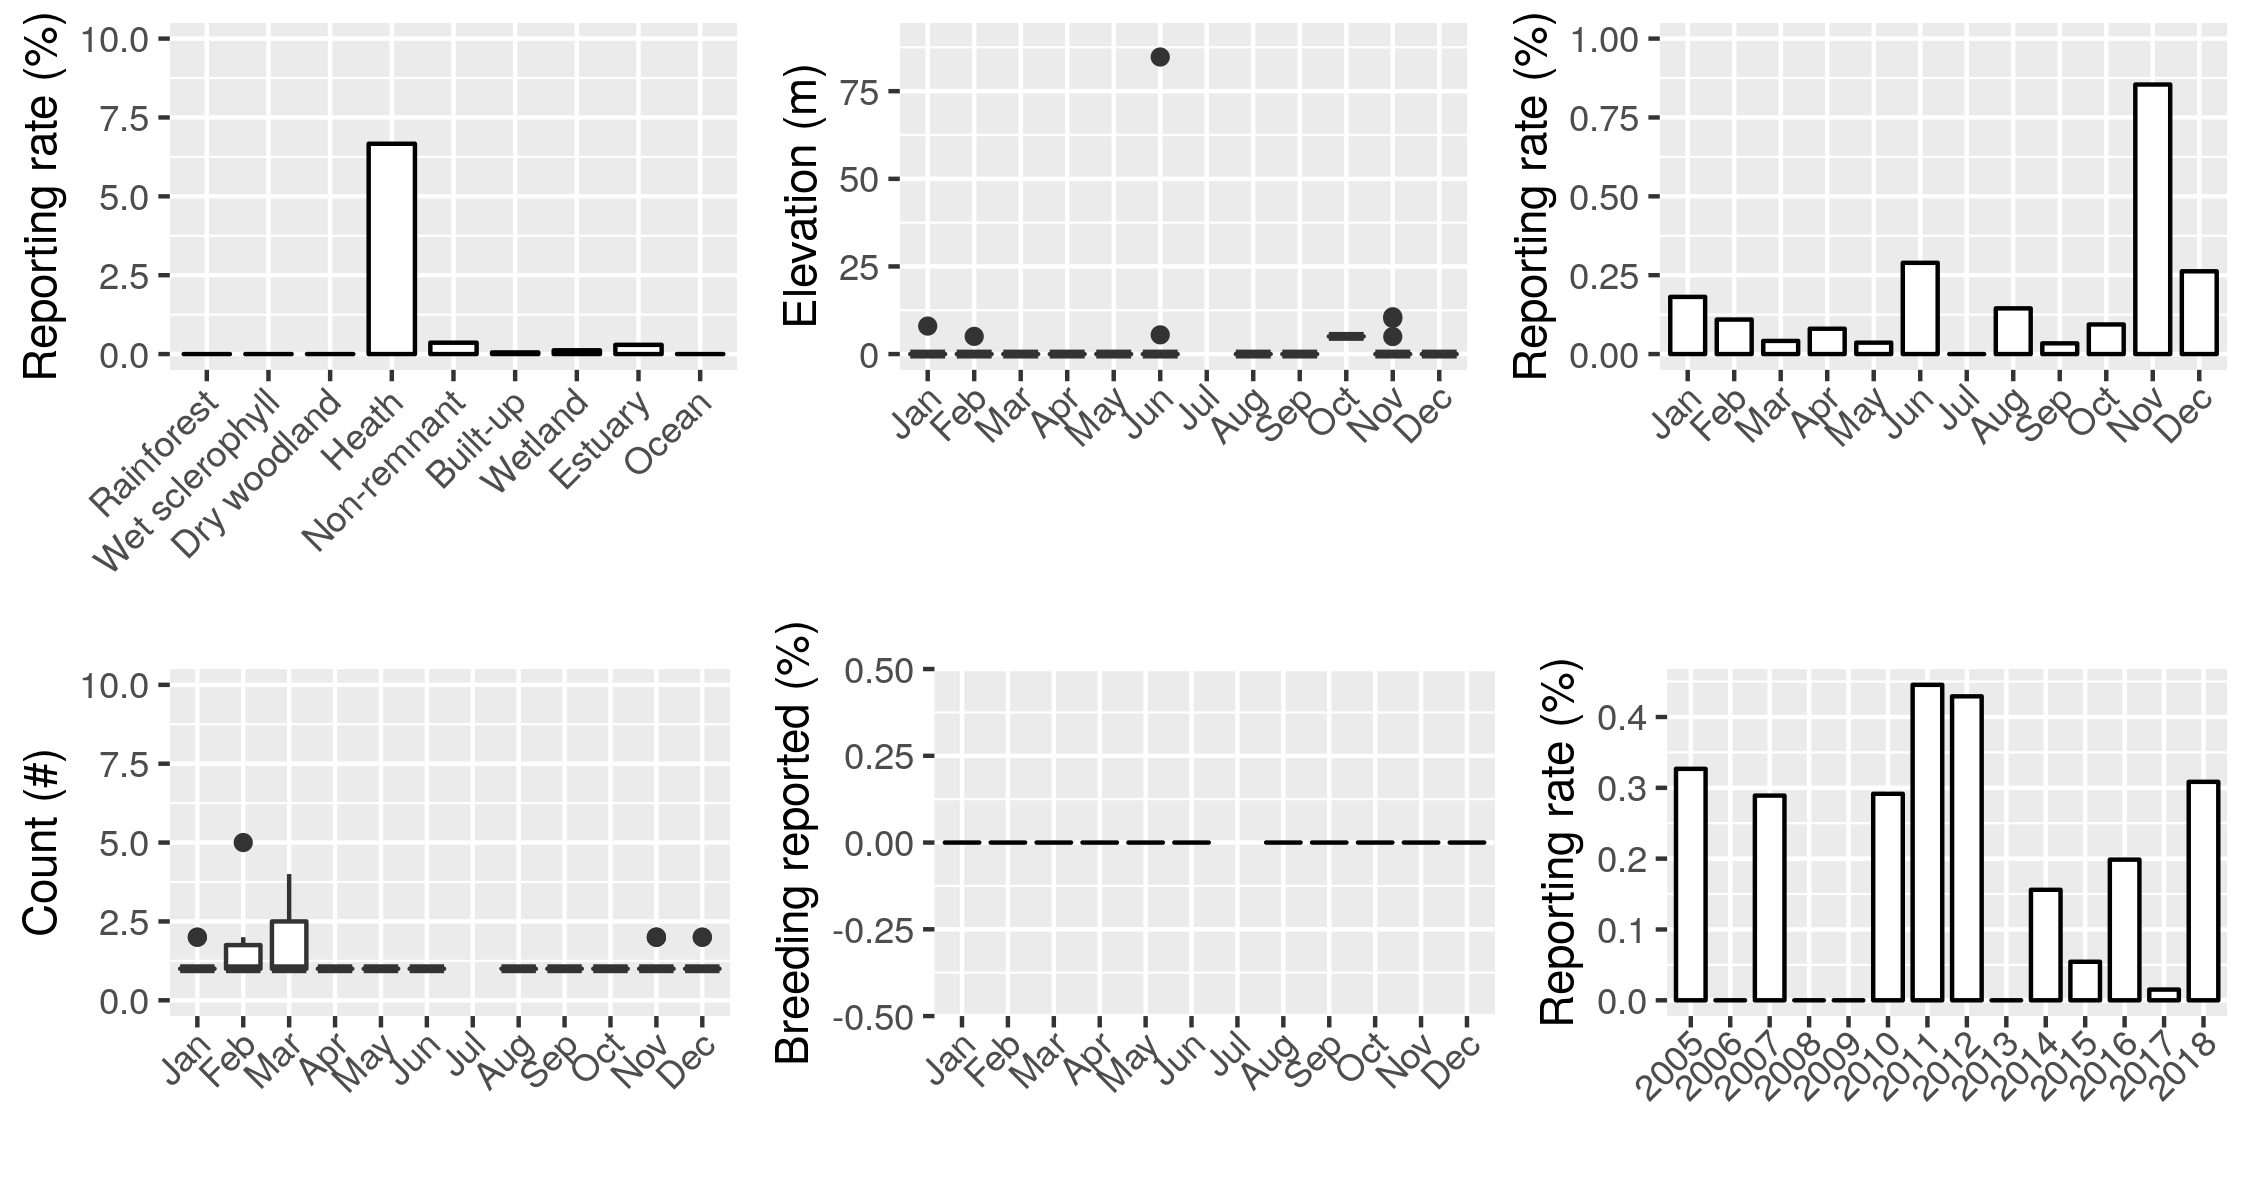 Reporting rate (%)
10.0
7.5
5.0
2.5
0.0
Rainforest
Wet sclerophyll
Dry woodland
Heath
Non-remnant
Built-up
Wetland
Estuary
Ocean
Elevation (m)
75
50
25
0
Jan
Feb
Mar
Apr
May
Jun
Jul
Aug
Sep
Oct
Nov
Dec
Reporting rate (%)
1.00
0.75
0.50
0.25
0.00
Jan
Feb
Mar
Apr
May
Jun
Jul
Aug
Sep
Oct
Nov
Dec
Count (#)
10.0
7.5
5.0
2.5
0.0
Jan
Feb
Mar
Apr
May
Jun
Jul
Aug
Sep
Oct
Nov
Dec
Breeding reported (%)
0.50
0.25
0.00
-0.25
-0.50
Jan
Feb
Mar
Apr
May
Jun
Jul
Aug
Sep
Oct
Nov
Dec
Reporting rate (%)
0.4
0.3
0.2
0.1
0.0
2005
2006
2007
2008
2009
2010
2011
2012
2013
2014
2015
2016
2017
2018